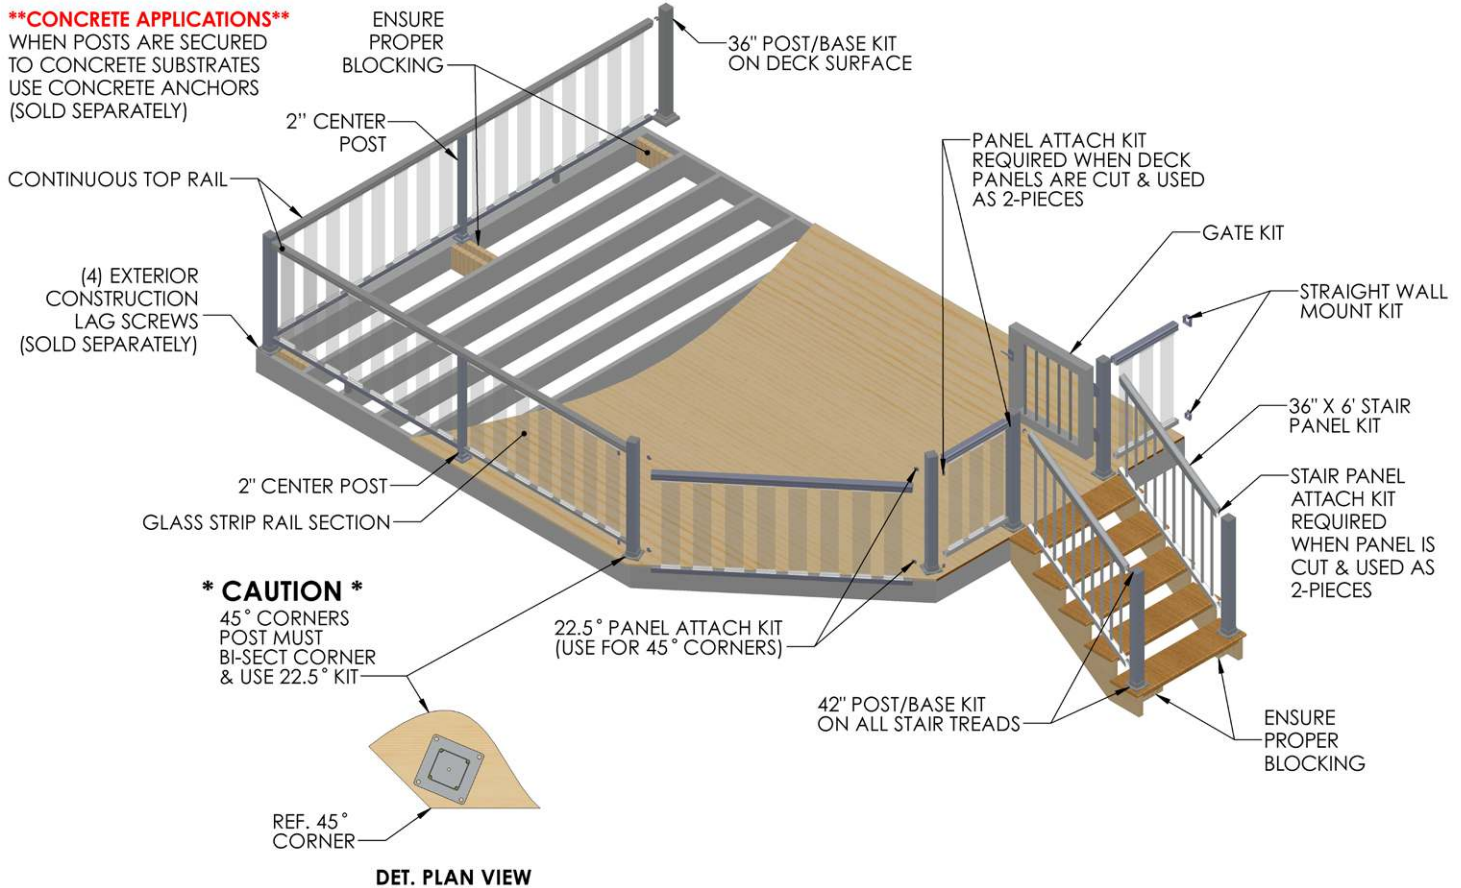 **CONCRETE APPLICATIONS**
WHEN POSTS ARE SECURED
TO CONCRETE SUBSTRATES
USE CONCRETE ANCHORS
(SOLD SEPARATELY)
ENSURE
PROPER
BLOCKING
36" POST/BASE KIT
ON DECK SURFACE
2" CENTER
POST
CONTINUOUS TOP RAIL
PANEL ATTACH KIT
REQUIRED WHEN DECK
PANELS ARE CUT & USED
AS 2-PIECES
GATE KIT
(4) EXTERIOR
CONSTRUCTION
LAG SCREWS
(SOLD SEPARATELY)
STRAIGHT WALL
MOUNT KIT
36" X 6' STAIR
PANEL KIT
2" CENTER POST
GLASS STRIP RAIL SECTION
STAIR PANEL
ATTACH KIT
REQUIRED
WHEN PANEL IS
CUT & USED AS
2-PIECES
* CAUTION *
45° CORNERS
POST MUST
BI-SECT CORNER
& USE 22.5° KIT
22.5° PANEL ATTACH KIT
(USE FOR 45° CORNERS)
42" POST/BASE KIT
ON ALL STAIR TREADS
ENSURE
PROPER
BLOCKING
REF. 45°
CORNER
DET. PLAN VIEW